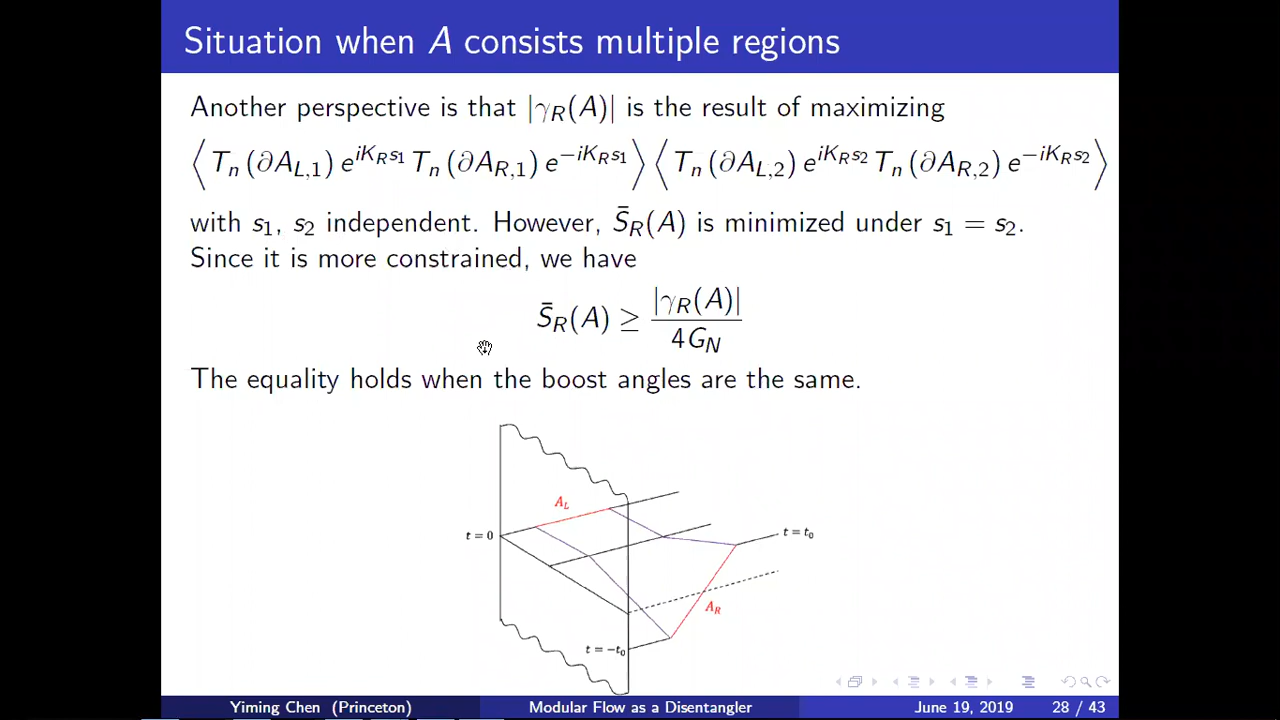 Situation when A consists multiple regions
Another perspective is that |γ_R(A)| is the result of maximizing
⟨T_n (∂A_{L,1}) e^{iK_R s_1} T_n (∂A_{R,1}) e^{−iK_R s_1}⟩ ⟨T_n (∂A_{L,2}) e^{iK_R s_2} T_n (∂A_{R,2}) e^{−iK_R s_2}⟩
with s_1, s_2 independent. However, S̄_R(A) is minimized under s_1 = s_2.
Since it is more constrained, we have
S̄_R(A) ≥ |γ_R(A)| / 4G_N
The equality holds when the boost angles are the same.
A_L
t = 0
t = t_0
A_R
t = −t_0
Yiming Chen (Princeton) Modular Flow as a Disentangler June 19, 2019 28 / 43